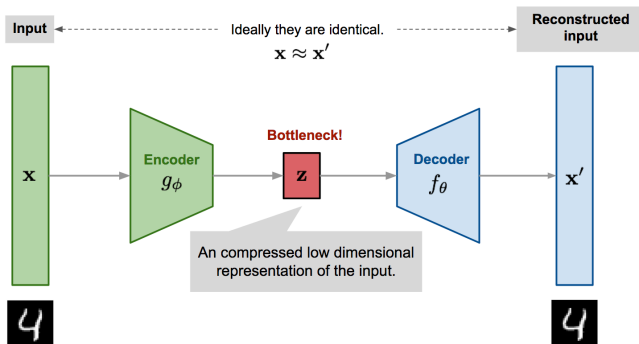 Input
Ideally they are identical.
Reconstructed
input
x ≈ x′
Bottleneck!
Encoder
Decoder
x
gϕ
z
fθ
x′
An compressed low dimensional
representation of the input.
4
4